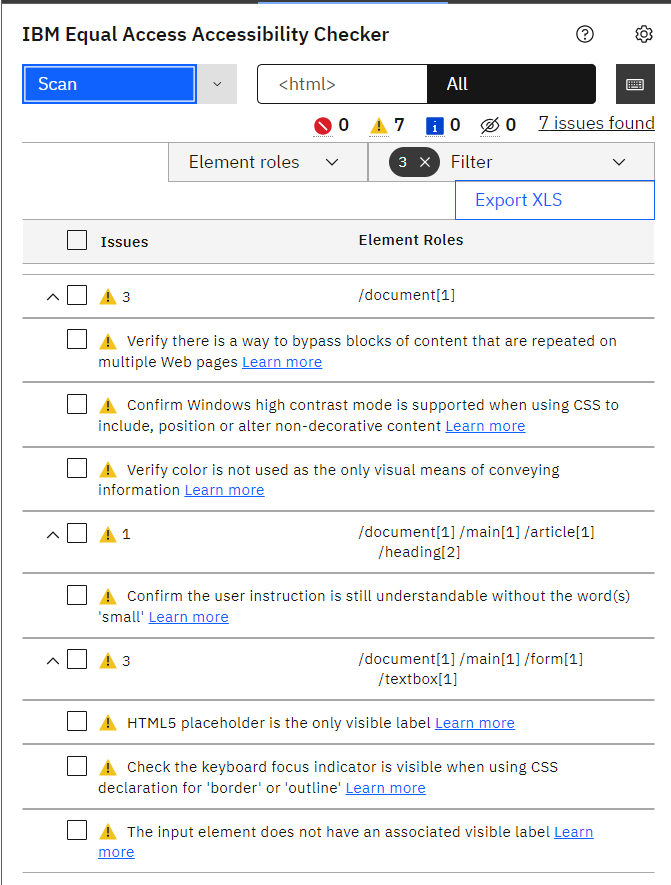 IBM Equal Access Accessibility Checker
Scan
<html>
All
0
7
0
0
7 issues found
Element roles
3
Filter
Export XLS
Issues
Element Roles
3
/document[1]
Verify there is a way to bypass blocks of content that are repeated on
multiple Web pages Learn more
Confirm Windows high contrast mode is supported when using CSS to
include, position or alter non-decorative content Learn more
Verify color is not used as the only visual means of conveying
information Learn more
1
/document[1] /main[1] /article[1]
/heading[2]
Confirm the user instruction is still understandable without the word(s)
'small' Learn more
3
/document[1] /main[1] /form[1]
/textbox[1]
HTML5 placeholder is the only visible label Learn more
Check the keyboard focus indicator is visible when using CSS
declaration for 'border' or 'outline' Learn more
The input element does not have an associated visible label Learn
more